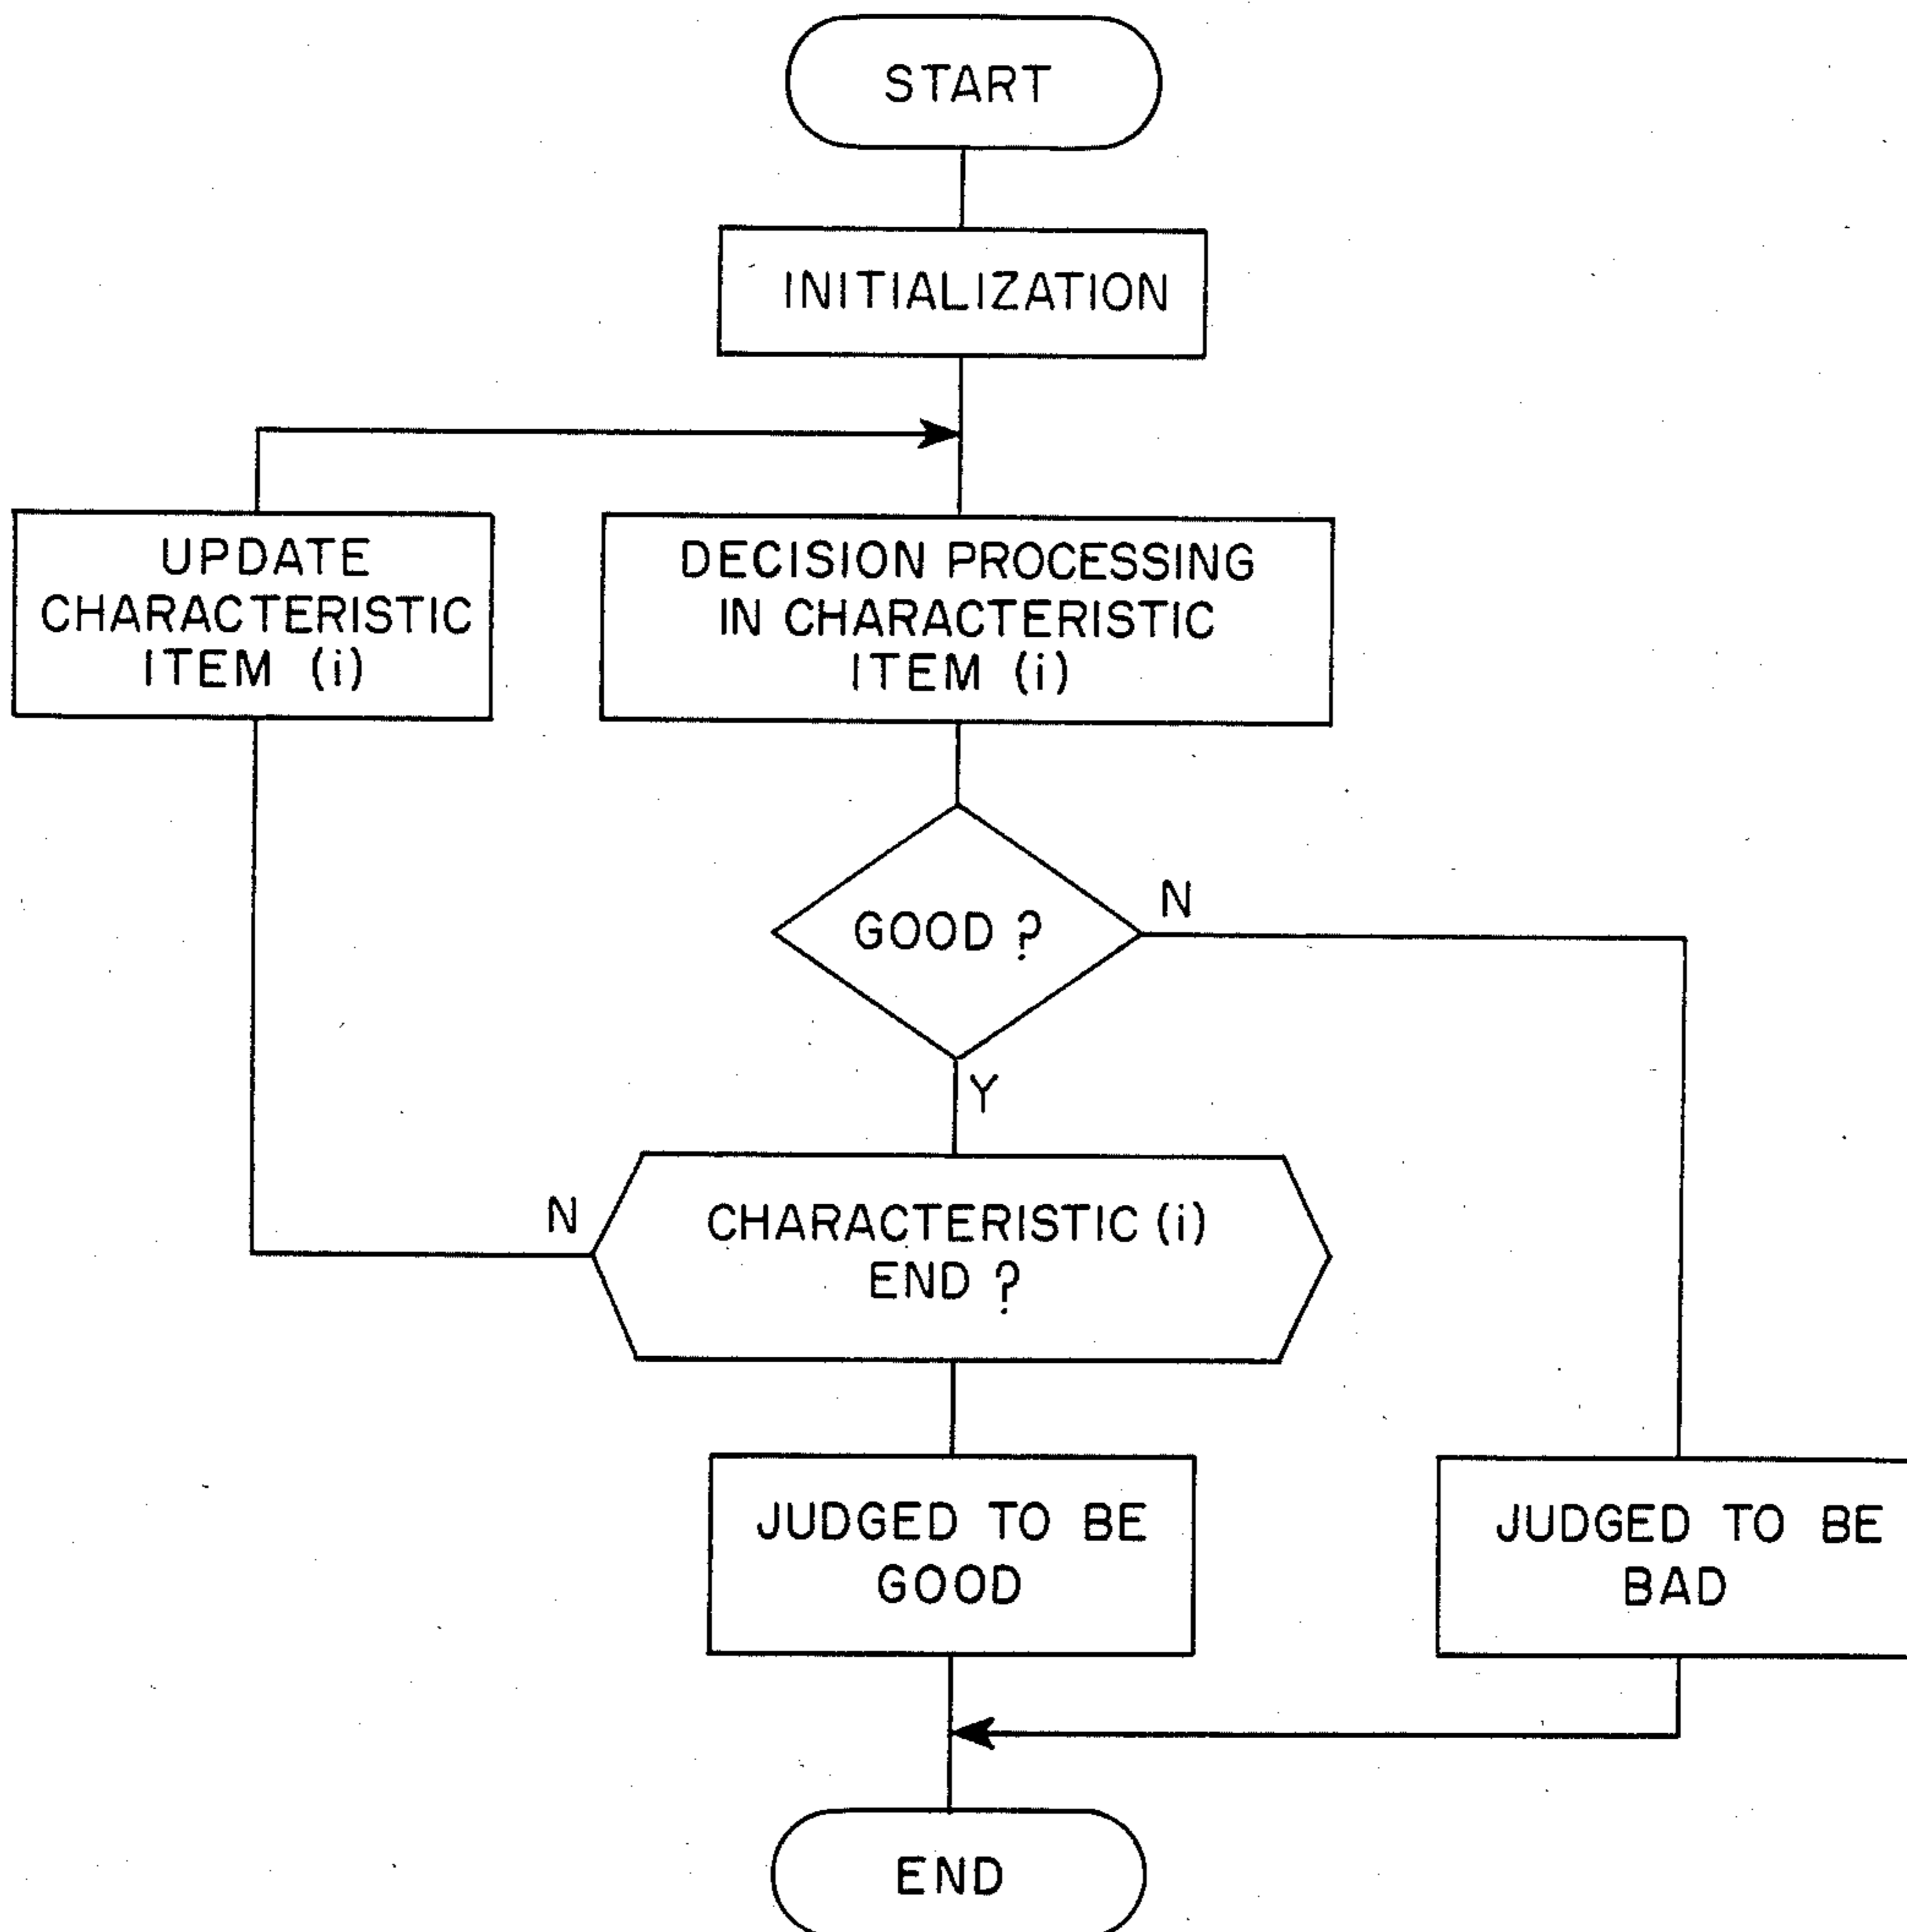 START
INITIALIZATION
UPDATE
CHARACTERISTIC
ITEM (i)
DECISION PROCESSING
IN CHARACTERISTIC
ITEM (i)
GOOD ?
N
Y
N
CHARACTERISTIC (i)
END ?
JUDGED TO BE
GOOD
JUDGED TO BE
BAD
END